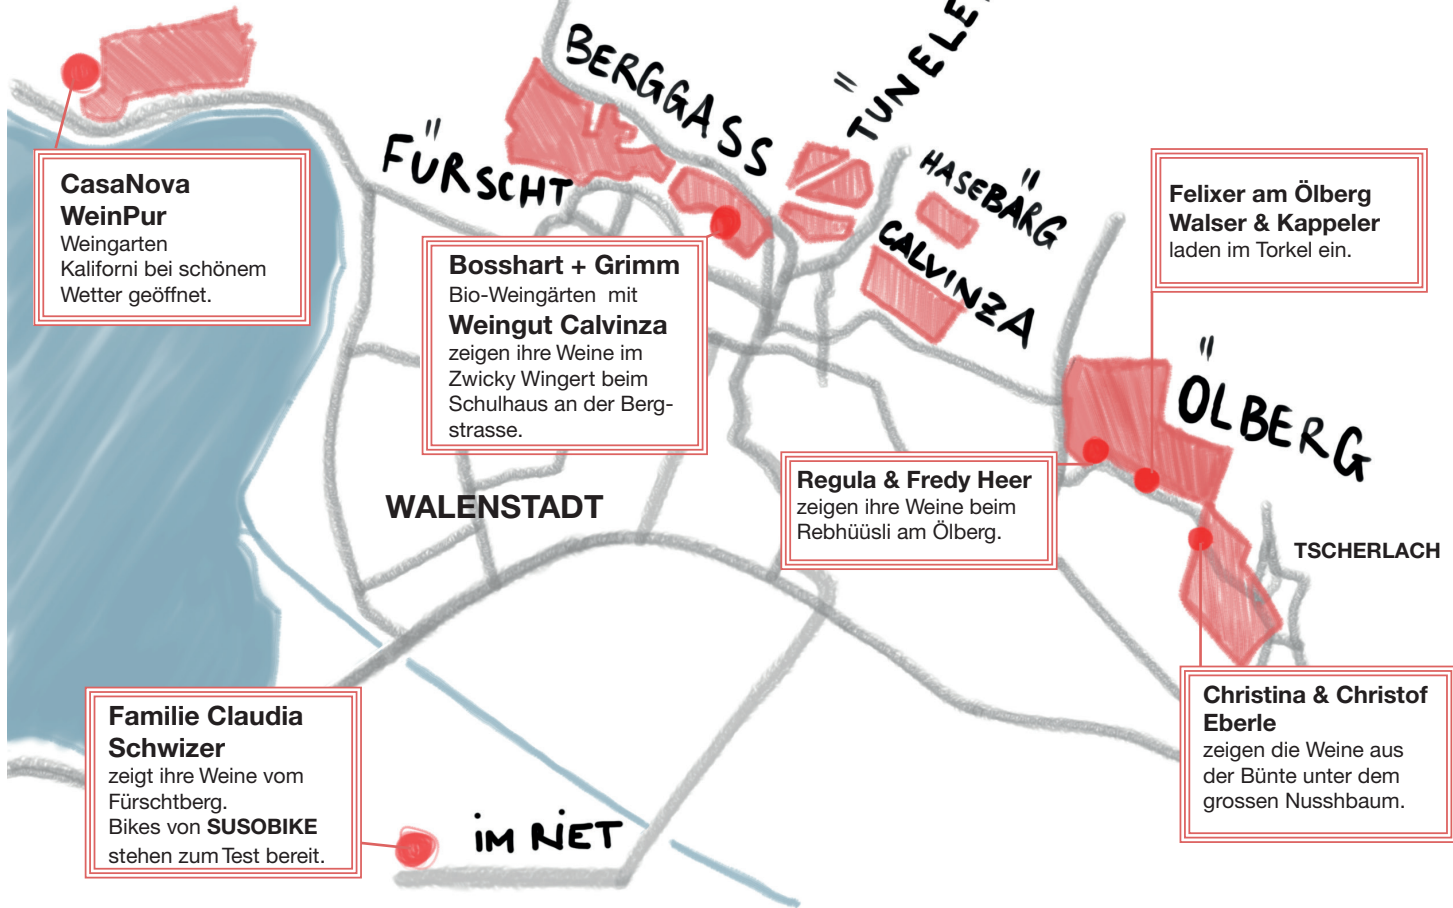 BERGGASS
TÜNELE
FÜRSCHT
HASEBÄRG
CALVINZA
CasaNova
WeinPur
Weingarten
Kaliforni bei schönem
Wetter geöffnet.
Bosshart + Grimm
Bio-Weingärten mit
Weingut Calvinza
zeigen ihre Weine im
Zwicky Wingert beim
Schulhaus an der Berg-
strasse.
Felixer am Ölberg
Walser & Kappeler
laden im Torkel ein.
ÖLBERG
Regula & Fredy Heer
zeigen ihre Weine beim
Rebhüüsli am Ölberg.
WALENSTADT
TSCHERLACH
Christina & Christof
Eberle
zeigen die Weine aus
der Bünte unter dem
grossen Nusshbaum.
Familie Claudia
Schwizer
zeigt ihre Weine vom
Fürschtberg.
Bikes von SUSOBIKE
stehen zum Test bereit.
iM RiET